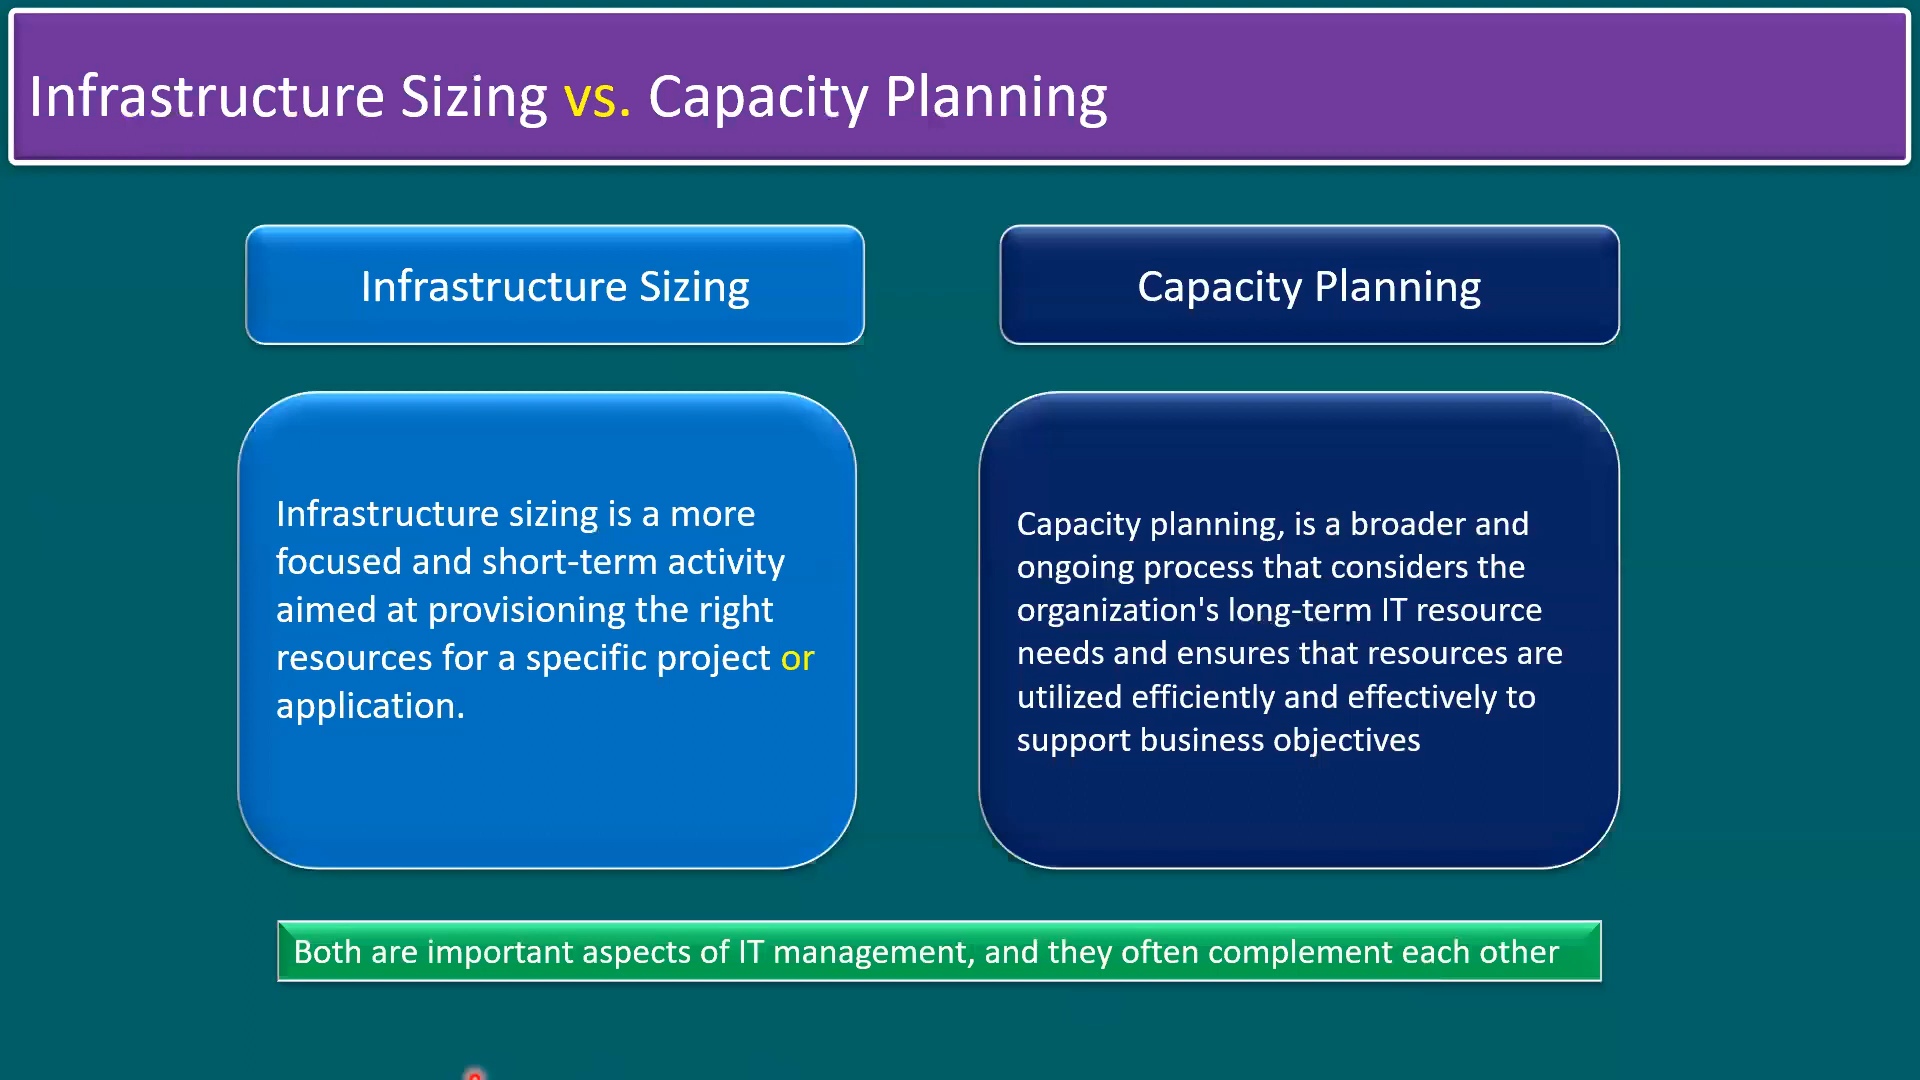 Infrastructure Sizing vs. Capacity Planning
Infrastructure Sizing
Infrastructure sizing is a more
focused and short-term activity
aimed at provisioning the right
resources for a specific project or
application.
Capacity Planning
Capacity planning, is a broader and
ongoing process that considers the
organization's long-term IT resource
needs and ensures that resources are
utilized efficiently and effectively to
support business objectives
Both are important aspects of IT management, and they often complement each other